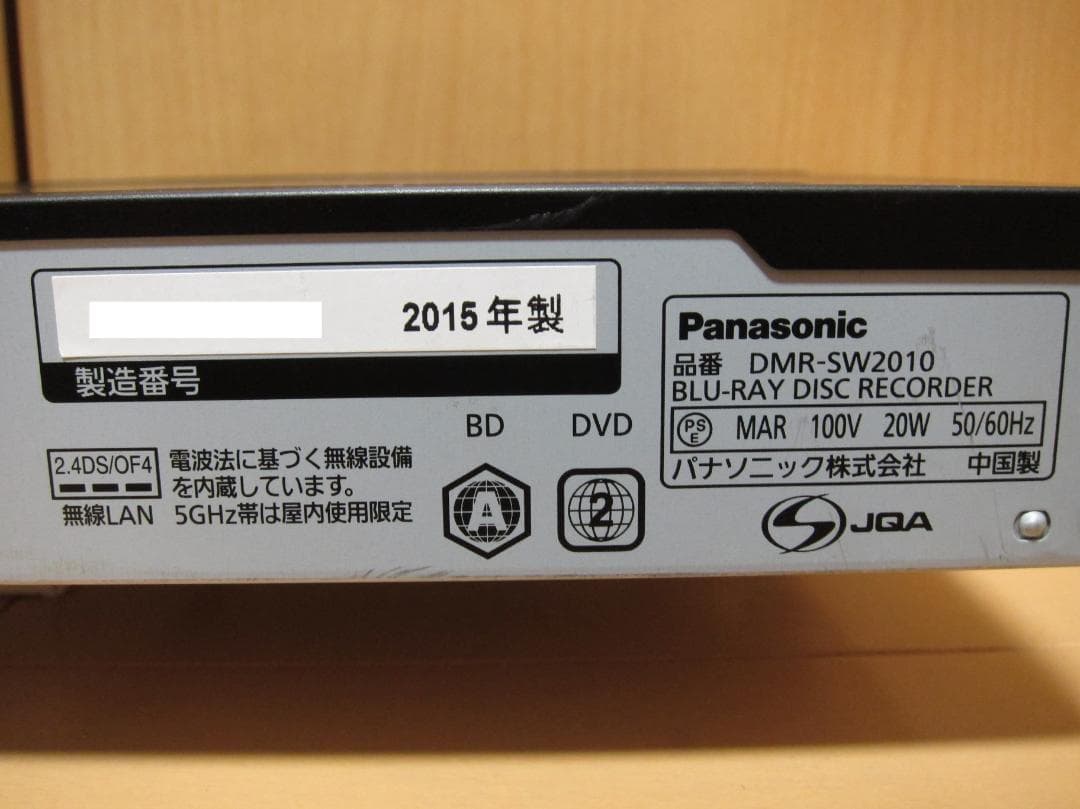 2015年製
製造番号
Panasonic
品番 DMR-SW2010
BLU-RAY DISC RECORDER
PSE MAR 100V 20W 50/60Hz
パナソニック株式会社 中国製
BD DVD
2.4DS/OF4
無線LAN
電波法に基づく無線設備
を内蔵しています。
5GHz帯は屋内使用限定
A
2
JQA